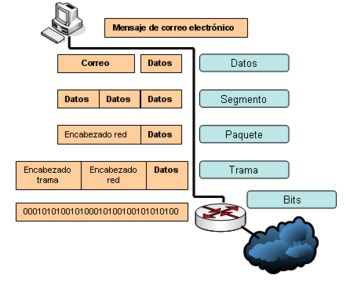 Mensaje de correo electrónico
Correo Datos Datos
Datos Datos Datos Segmento
Encabezado red Datos Paquete
Encabezado trama Encabezado red Datos Trama
Bits
000101010010100010100100101010100